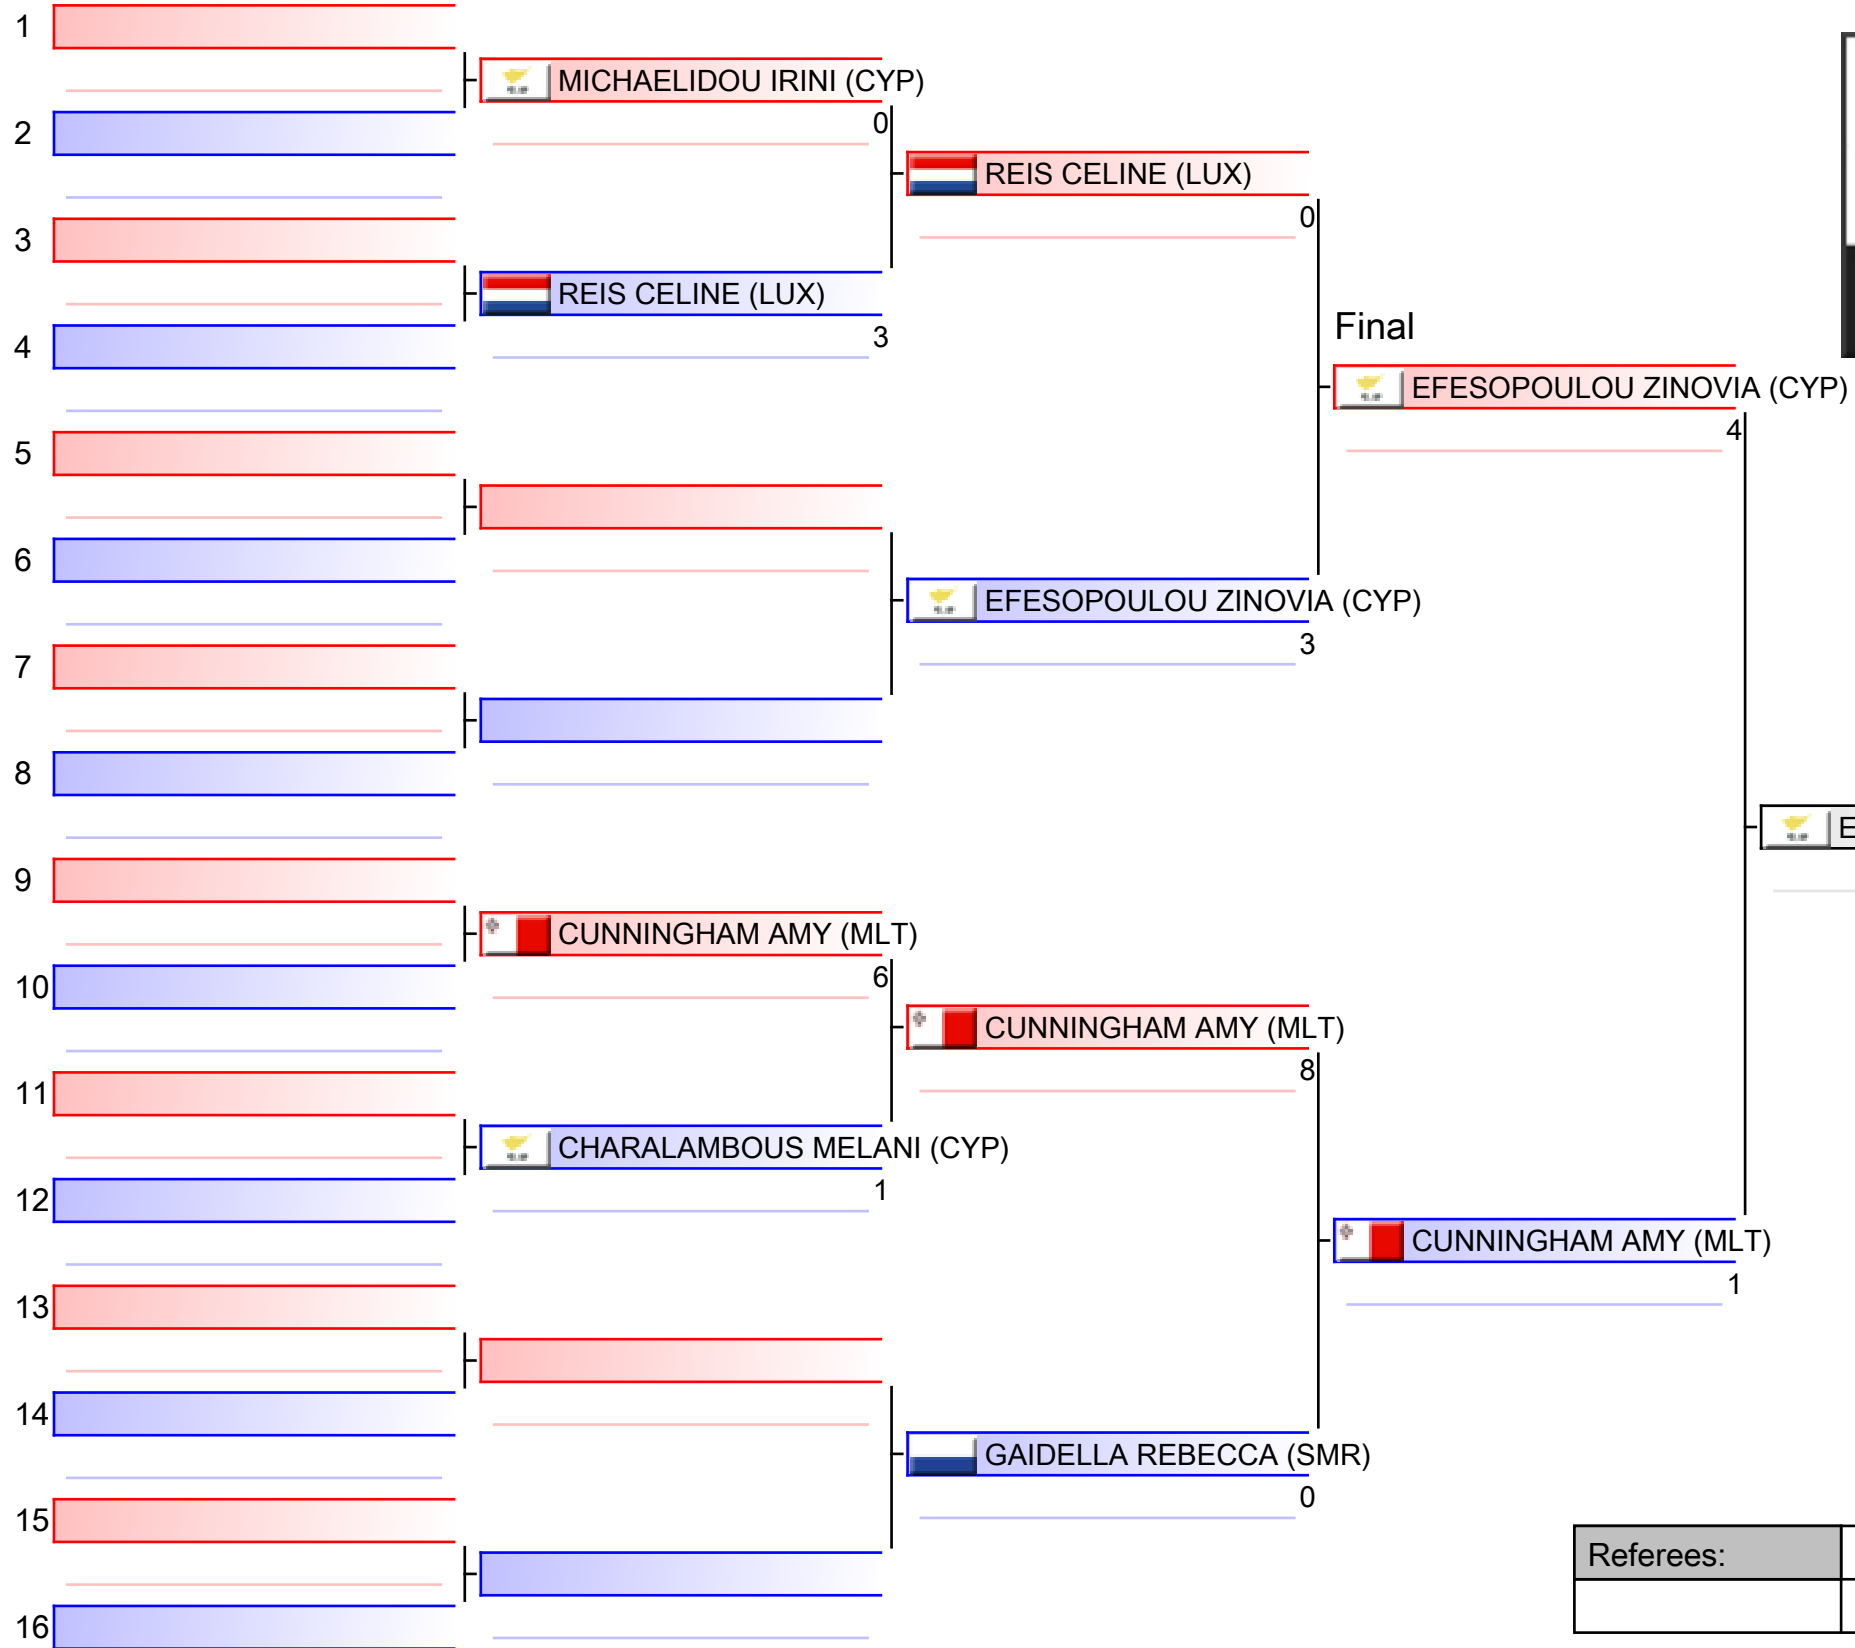 1
MICHAELIDOU IRINI (CYP)
0
2
REIS CELINE (LUX)
0
3
REIS CELINE (LUX)
3
4
Final
EFESOPOULOU ZINOVIA (CYP)
4
5
6
EFESOPOULOU ZINOVIA (CYP)
3
7
8
E
9
CUNNINGHAM AMY (MLT)
6
10
CUNNINGHAM AMY (MLT)
8
11
CHARALAMBOUS MELANI (CYP)
1
12
CUNNINGHAM AMY (MLT)
1
13
14
GAIDELLA REBECCA (SMR)
0
15
Referees:
16